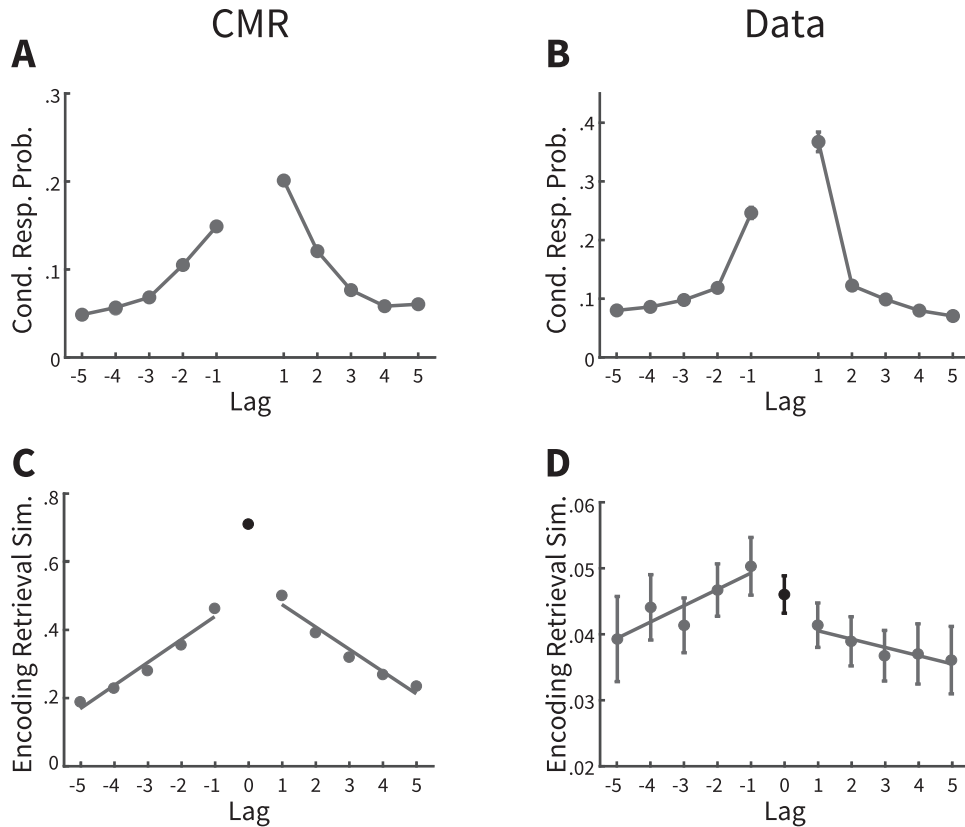 CMR
Data
A
B
Cond. Resp. Prob.
.3
.2
.1
0
-5 -4 -3 -2 -1 1 2 3 4 5
Lag
Cond. Resp. Prob.
.4
.3
.2
.1
0
-5 -4 -3 -2 -1 1 2 3 4 5
Lag
C
D
Encoding Retrieval Sim.
.8
.6
.4
.2
0
-5 -4 -3 -2 -1 0 1 2 3 4 5
Lag
Encoding Retrieval Sim.
.06
.05
.04
.03
.02
-5 -4 -3 -2 -1 0 1 2 3 4 5
Lag